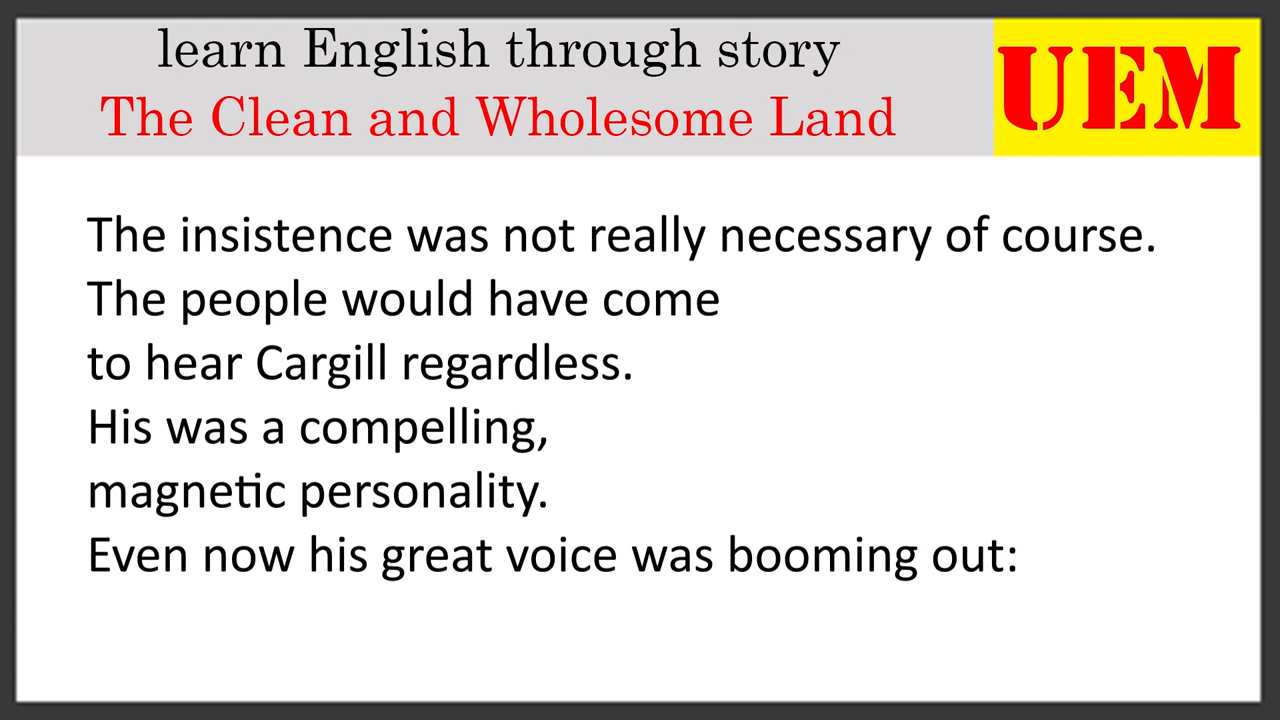 learn English through story
The Clean and Wholesome Land
UEM
The insistence was not really necessary of course.
The people would have come
to hear Cargill regardless.
His was a compelling,
magnetic personality.
Even now his great voice was booming out: